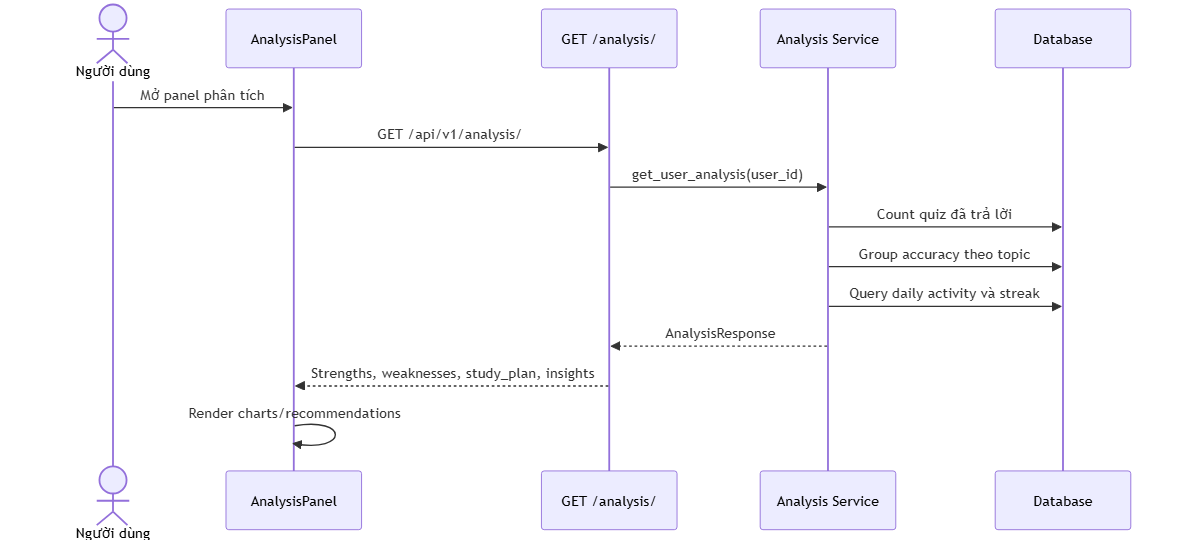 AnalysisPanel
GET /analysis/
Analysis Service
Database
Người dùng
Mở panel phân tích
GET /api/v1/analysis/
get_user_analysis(user_id)
Count quiz đã trả lời
Group accuracy theo topic
Query daily activity và streak
AnalysisResponse
Strengths, weaknesses, study_plan, insights
Render charts/recommendations
AnalysisPanel
GET /analysis/
Analysis Service
Database
Người dùng